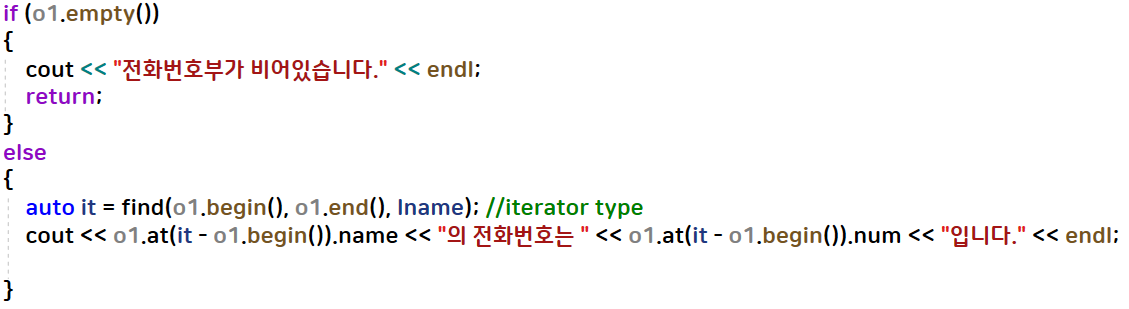 if (o1.empty())
{
cout << "전화번호부가 비어있습니다." << endl;
return;
}
else
{
auto it = find(o1.begin(), o1.end(), lname); //iterator type
cout << o1.at(it - o1.begin()).name << "의 전화번호는 " << o1.at(it - o1.begin()).num << "입니다." << endl;
}